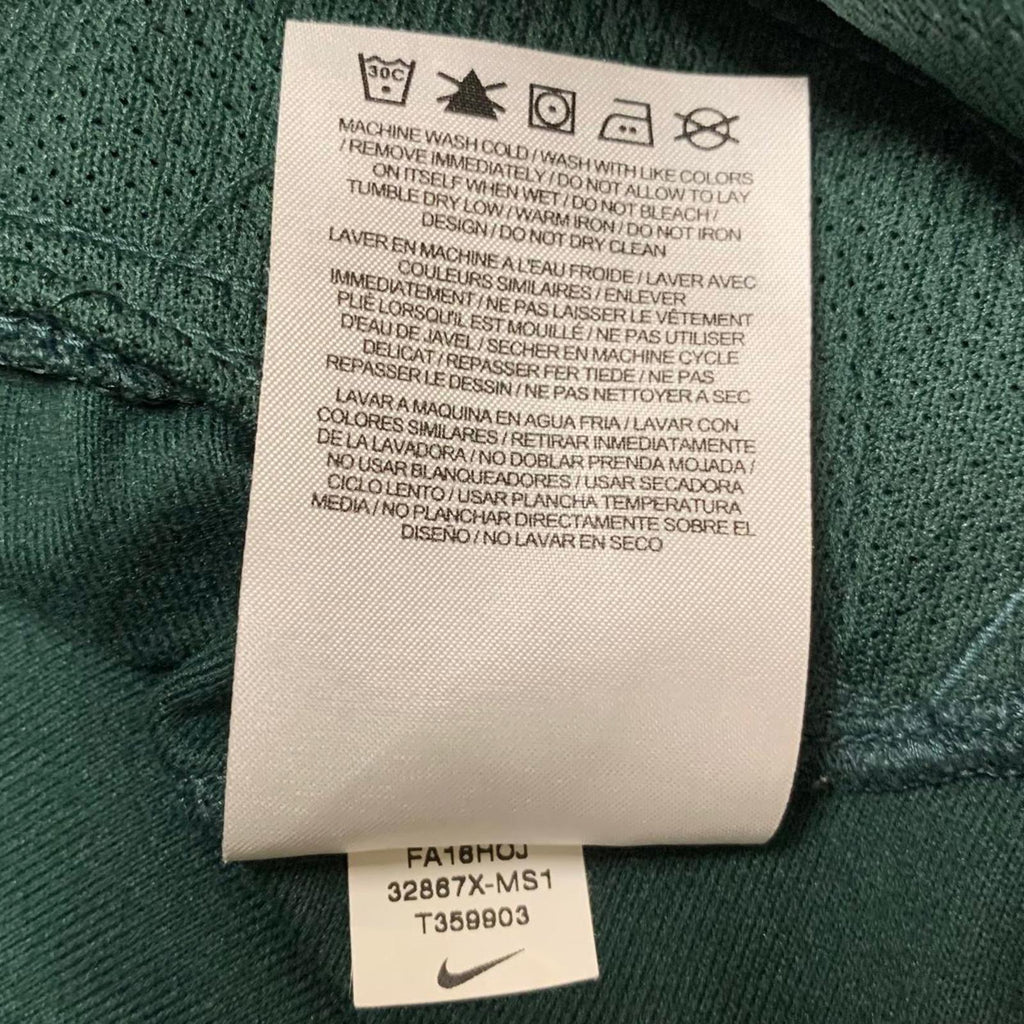 30C
MACHINE WASH COLD / WASH WITH LIKE COLORS
/ REMOVE IMMEDIATELY / DO NOT ALLOW TO LAY
ON ITSELF WHEN WET / DO NOT BLEACH /
TUMBLE DRY LOW / WARM IRON / DO NOT IRON
DESIGN / DO NOT DRY CLEAN
LAVER EN MACHINE A L'EAU FROIDE / LAVER AVEC
COULEURS SIMILAIRES / ENLEVER
IMMEDIATEMENT / NE PAS LAISSER LE VÊTEMENT
PLIÉ LORSQU'IL EST MOUILLÉ / NE PAS UTILISER
D'EAU DE JAVEL / SECHER EN MACHINE CYCLE
DELICAT / REPASSER FER TIEDE / NE PAS
REPASSER LE DESSIN / NE PAS NETTOYER A SEC
LAVAR A MAQUINA EN AGUA FRIA / LAVAR CON
COLORES SIMILARES / RETIRAR INMEDIATAMENTE
DE LA LAVADORA / NO DOBLAR PRENDA MOJADA /
NO USAR BLANQUEADORES / USAR SECADORA
CICLO LENTO / USAR PLANCHA TEMPERATURA
MEDIA / NO PLANCHAR DIRECTAMENTE SOBRE EL
DISEÑO / NO LAVAR EN SECO
FA16HOJ
32867X-MS1
T359903